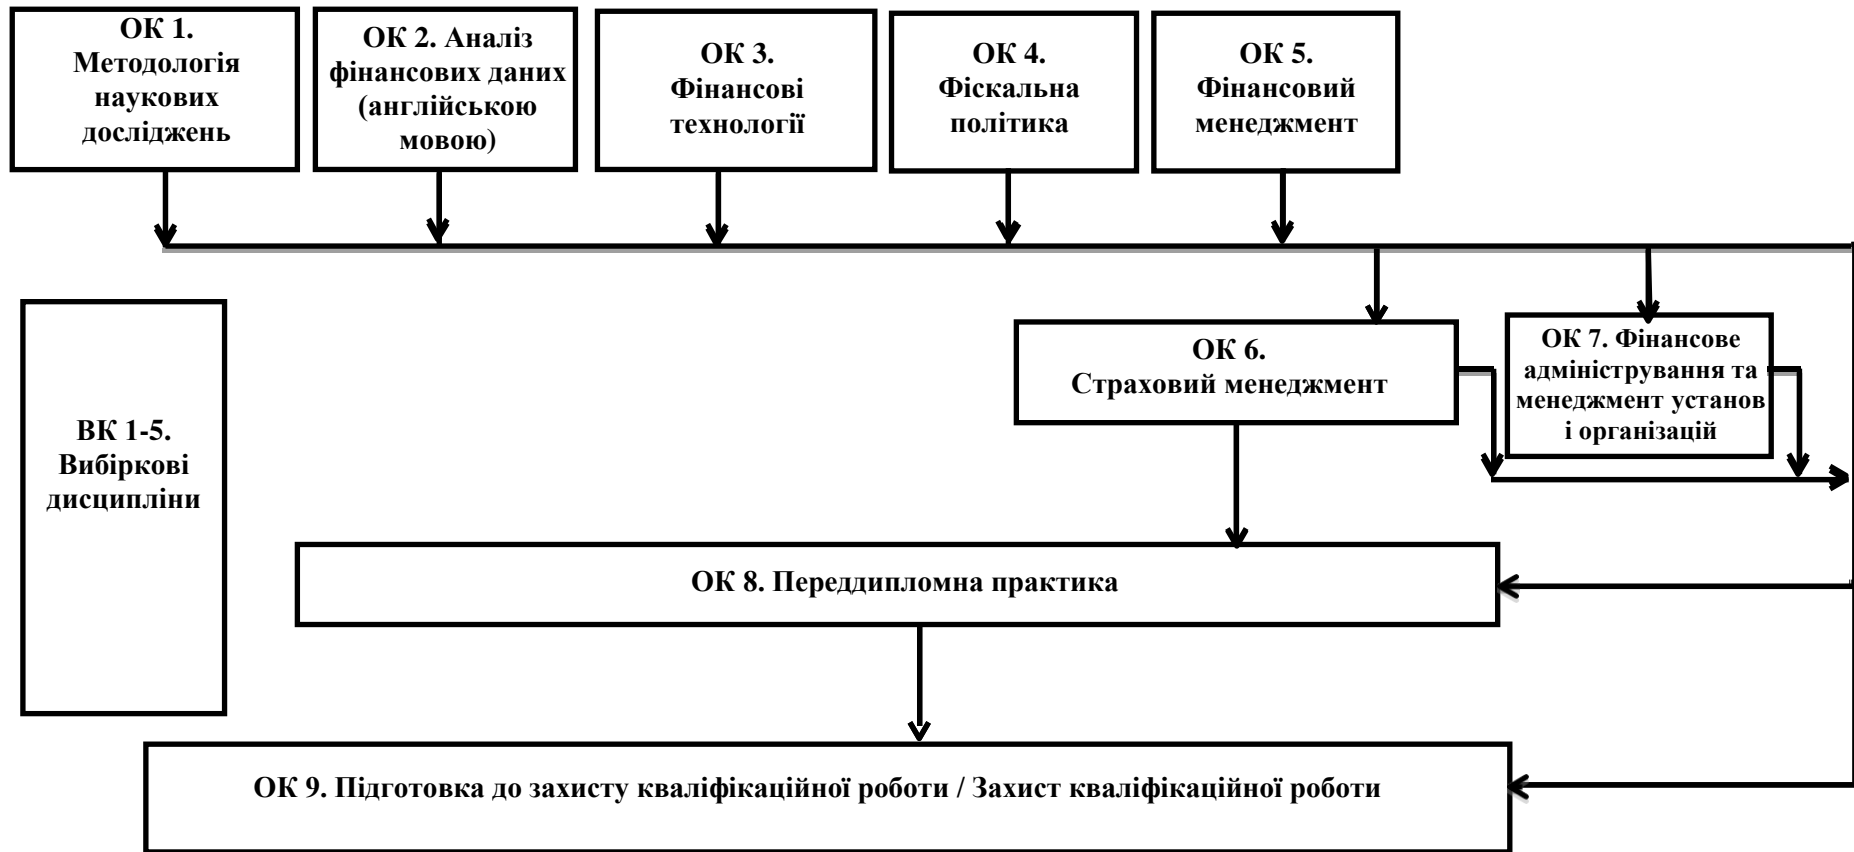 ОК 1.
Методологія
наукових
досліджень
ОК 2. Аналіз
фінансових даних
(англійською
мовою)
ОК 3.
Фінансові
технології
ОК 4.
Фіскальна
політика
ОК 5.
Фінансовий
менеджмент
ОК 6.
Страховий менеджмент
ОК 7. Фінансове
адміністрування та
менеджмент установ
і організацій
ВК 1-5.
Вибіркові
дисципліни
ОК 8. Переддипломна практика
ОК 9. Підготовка до захисту кваліфікаційної роботи / Захист кваліфікаційної роботи